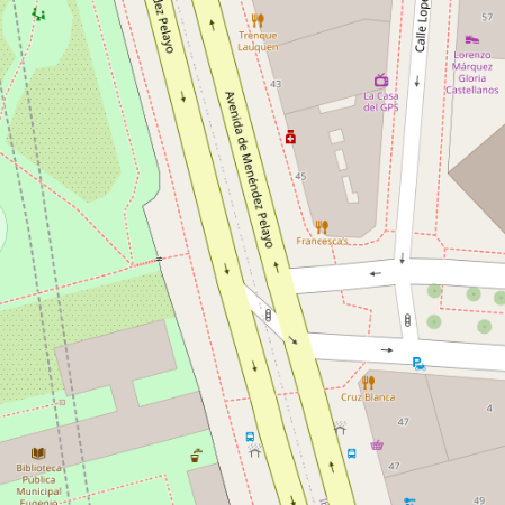 dez Pelayo
Trenque
Lauquen
Calle Lope
57
Lorenzo
Márquez
Gloria
Castellanos
La Casa
del GPS
43
Avenida de Menéndez Pelayo
45
Francesca's
Cruz Blanca
47
4
47
49
Biblioteca
Pública
Municipal
Eugenio